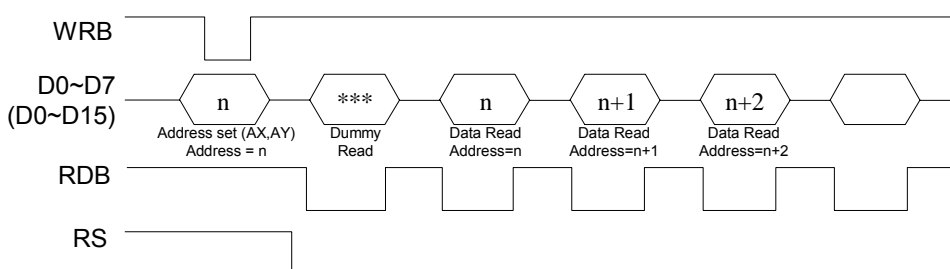 WRB
D0~D7
(D0~D15)
n
***
n
n+1
n+2
Address set (AX,AY)
Address = n
Dummy
Read
Data Read
Address=n
Data Read
Address=n+1
Data Read
Address=n+2
RDB
RS